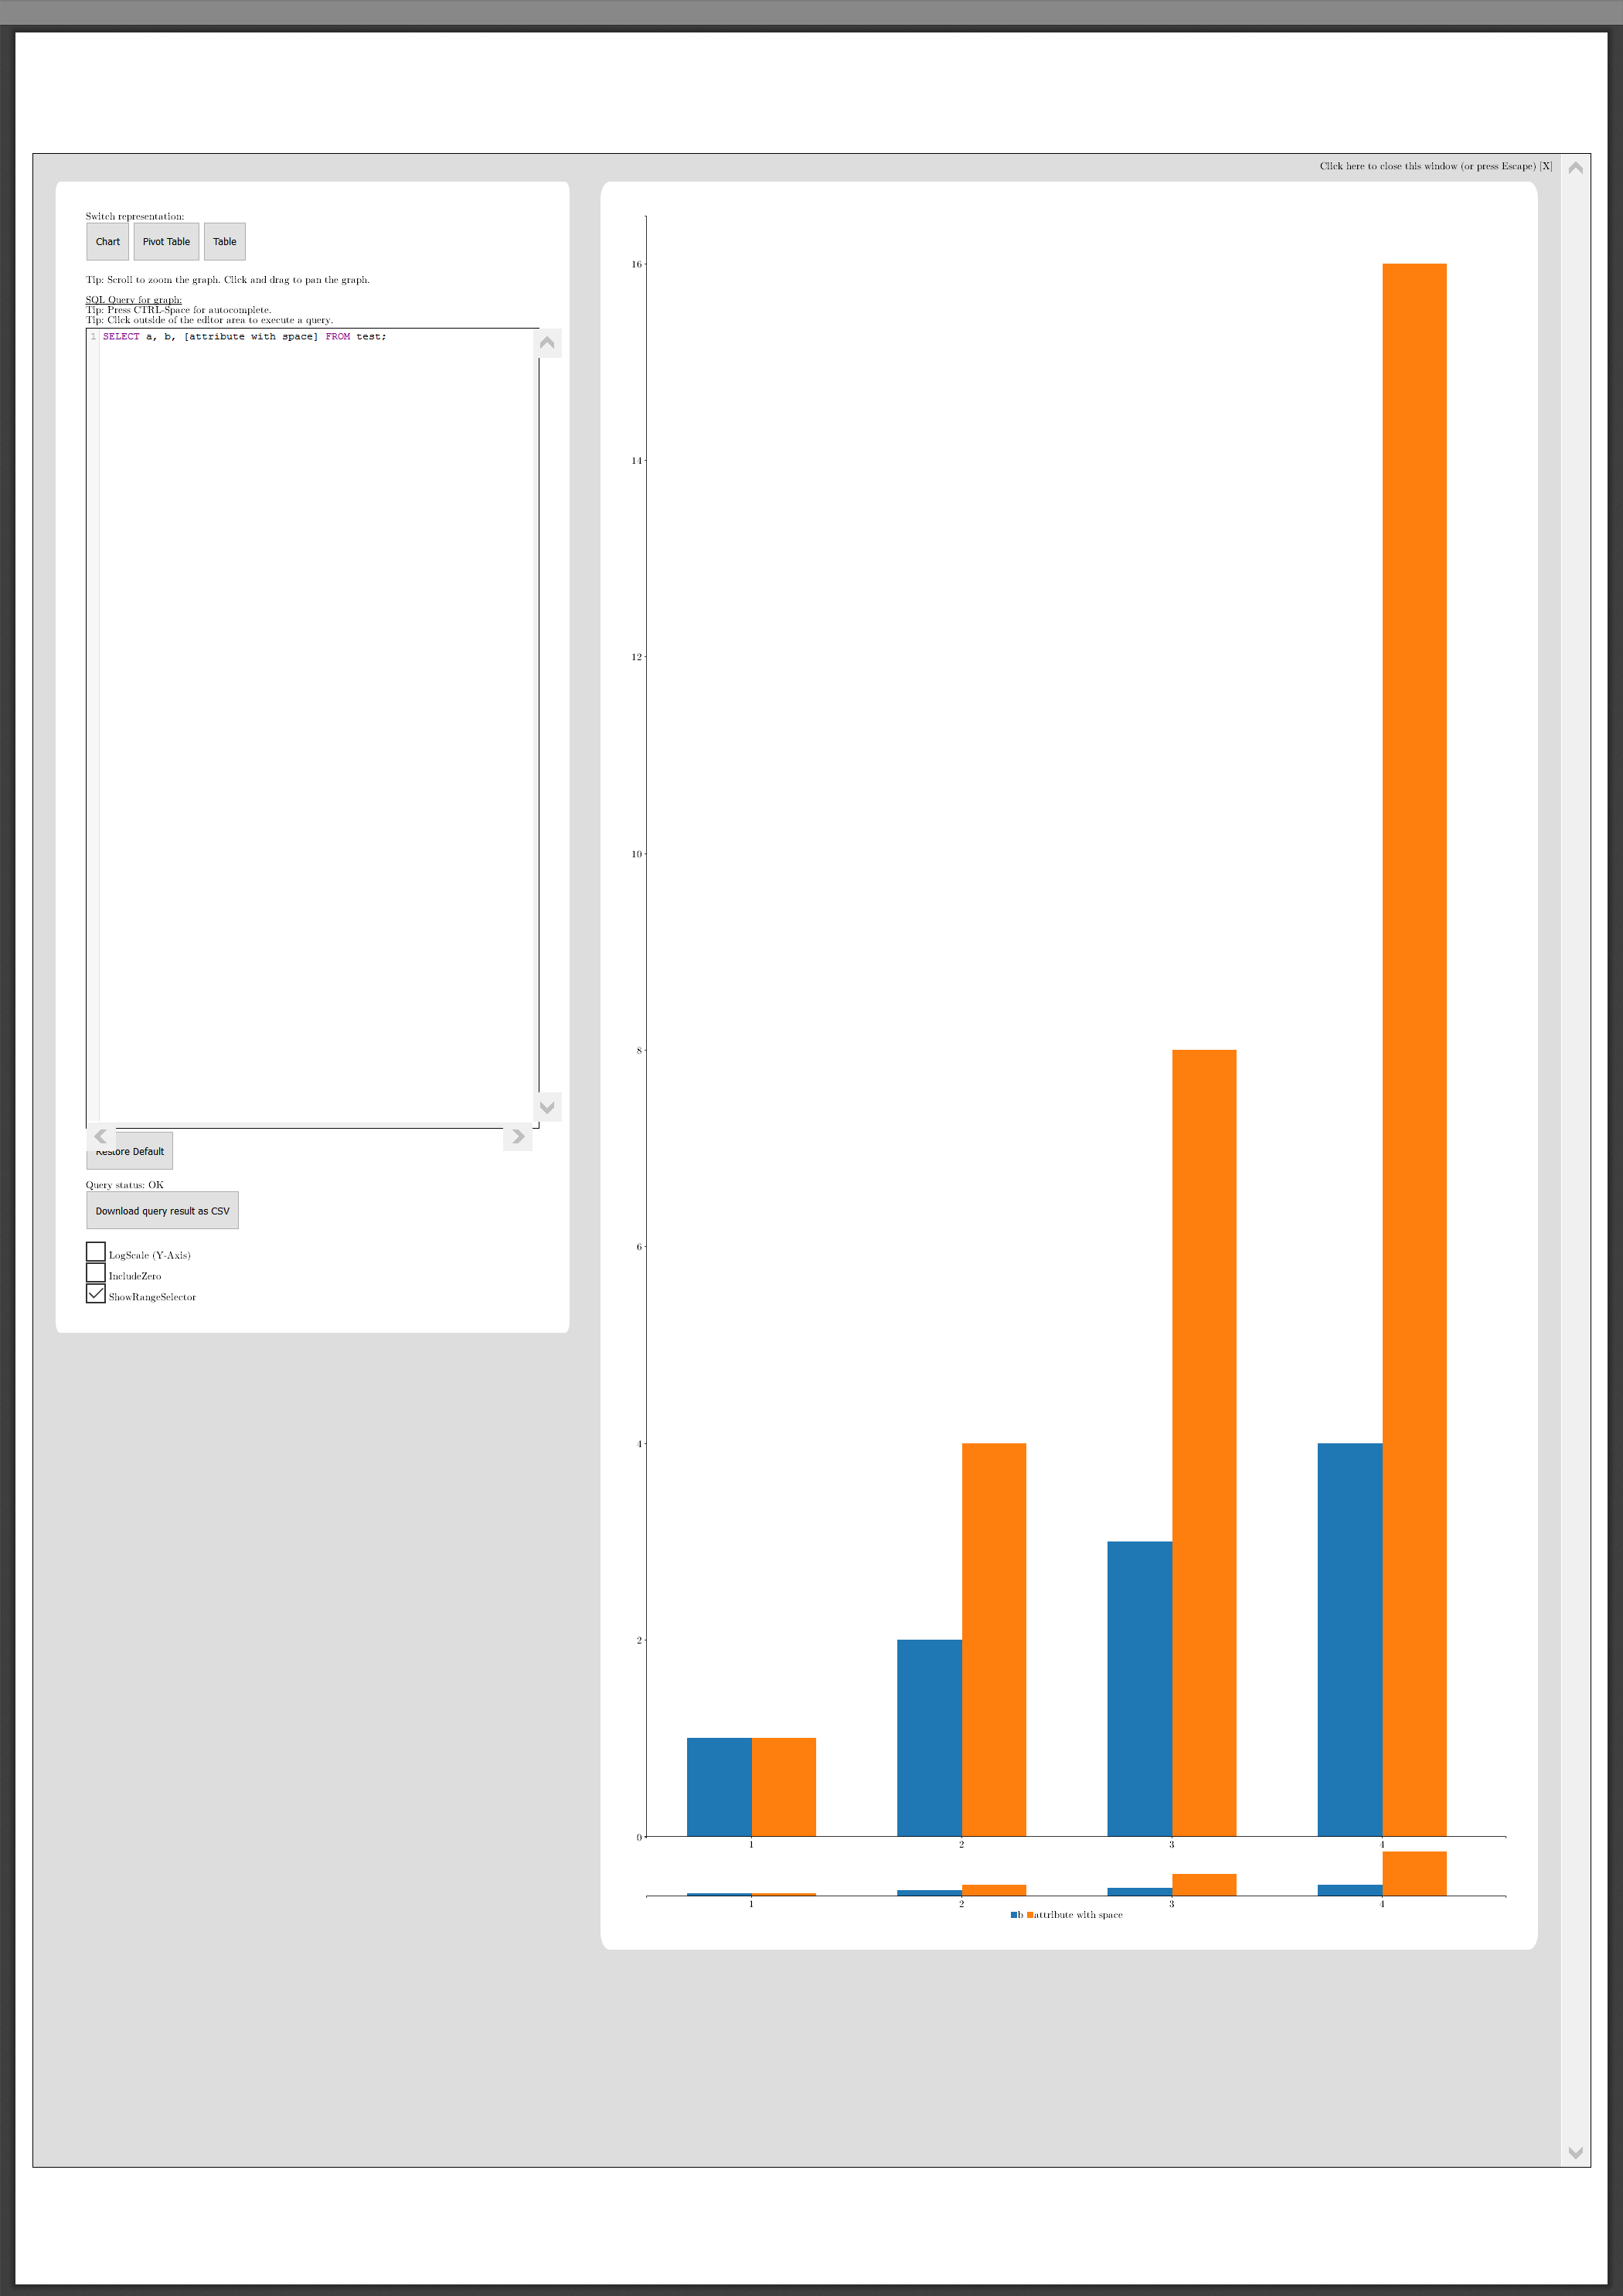 Click here to close this window (or press Escape) [X]
Switch representation:
Chart Pivot Table Table
Tip: Scroll to zoom the graph. Click and drag to pan the graph.
SQL Query for graph:
Tip: Press CTRL-Space for autocomplete.
Tip: Click outside of the editor area to execute a query.
1 SELECT a, b, [attribute with space] FROM test;
Restore Default
Query status: OK
Download query result as CSV
LogScale (Y-Axis)
IncludeZero
ShowRangeSelector
16
14
12
10
8
6
4
2
0
1 2 3 4
1 2 3 4
b attribute with space